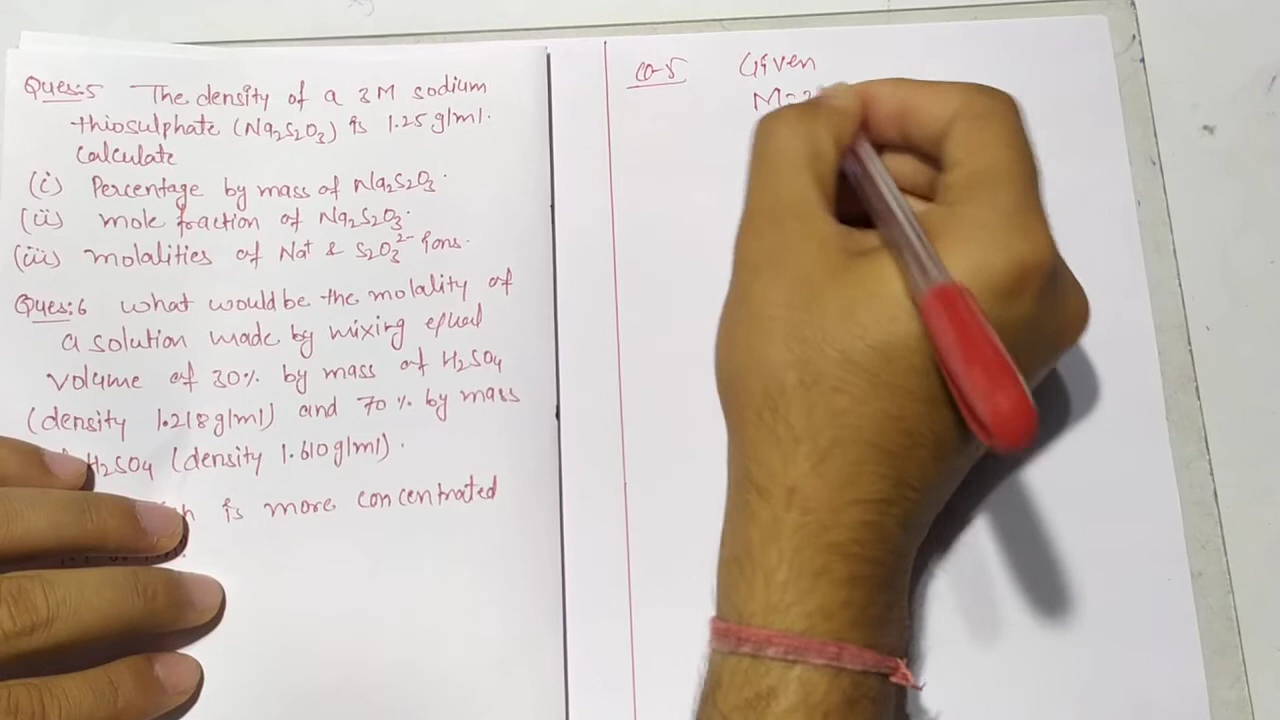 Ques:5 The density of a 3M sodium
thiosulphate (Na2S2O3) is 1.25 g/ml.
Calculate
(i) Percentage by mass of Na2S2O3.
(ii) mole fraction of Na2S2O3.
(iii) molalities of Na+ & S2O3^2- ions.
Ques:6 what would be the molality of
a solution made by mixing equal
volume of 30% by mass of H2SO4
(density 1.218 g/ml) and 70% by mass
H2SO4 (density 1.610 g/ml).
is more concentrated
Q-5 Given